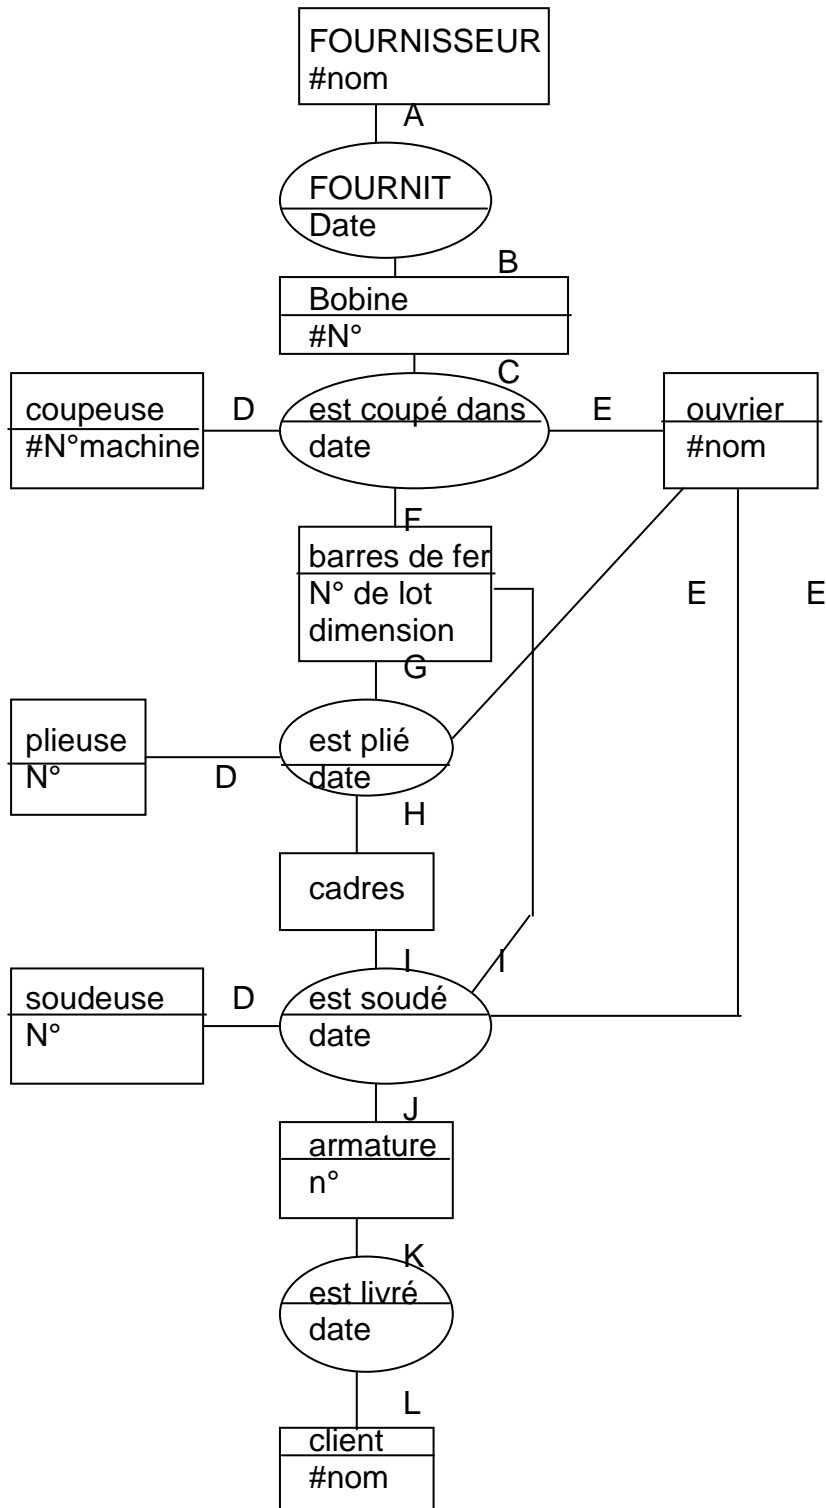 FOURNISSEUR
#nom
A
FOURNIT
Date
B
Bobine
#N°
C
coupeuse
#N°machine
D
est coupé dans
date
E
ouvrier
#nom
F
barres de fer
N° de lot
dimension
E
E
G
plieuse
N°
D
est plié
date
H
cadres
I
I
soudeuse
N°
D
est soudé
date
J
armature
n°
K
est livré
date
L
client
#nom